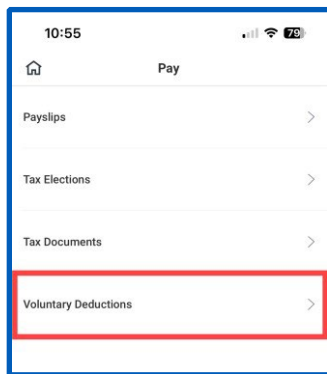 10:55
79
Pay
Payslips
Tax Elections
Tax Documents
Voluntary Deductions